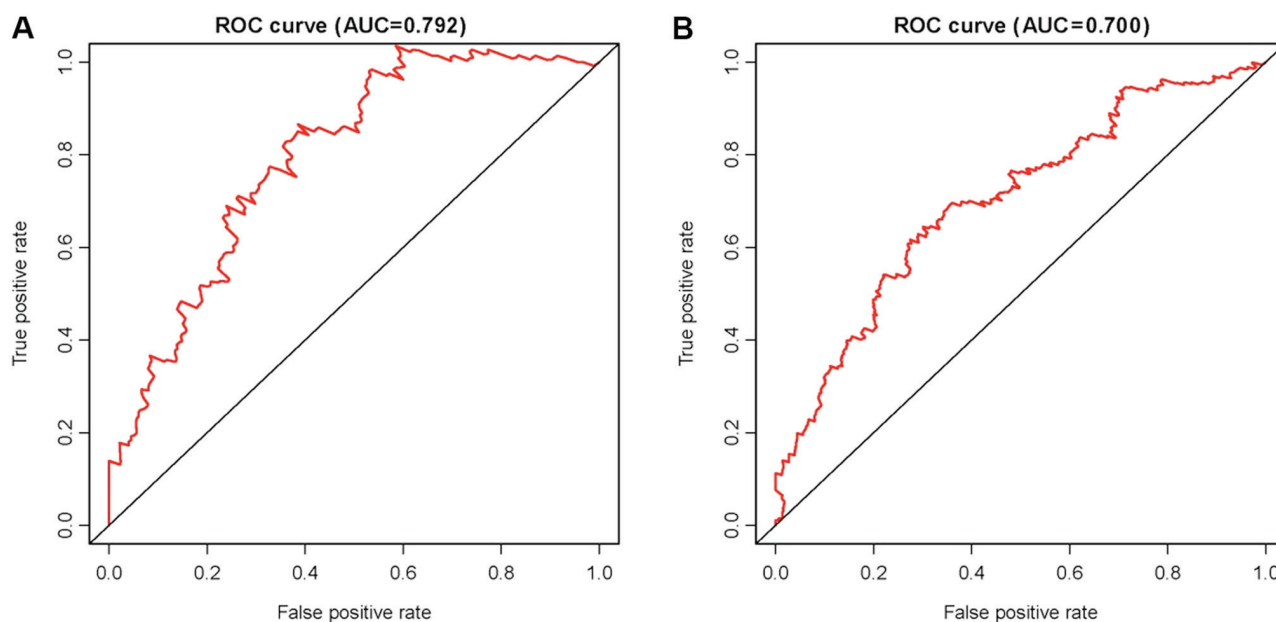 A
ROC curve (AUC=0.792)
True positive rate
1.0
0.8
0.6
0.4
0.2
0.0
0.0 0.2 0.4 0.6 0.8 1.0
False positive rate
B
ROC curve (AUC=0.700)
True positive rate
1.0
0.8
0.6
0.4
0.2
0.0
0.0 0.2 0.4 0.6 0.8 1.0
False positive rate